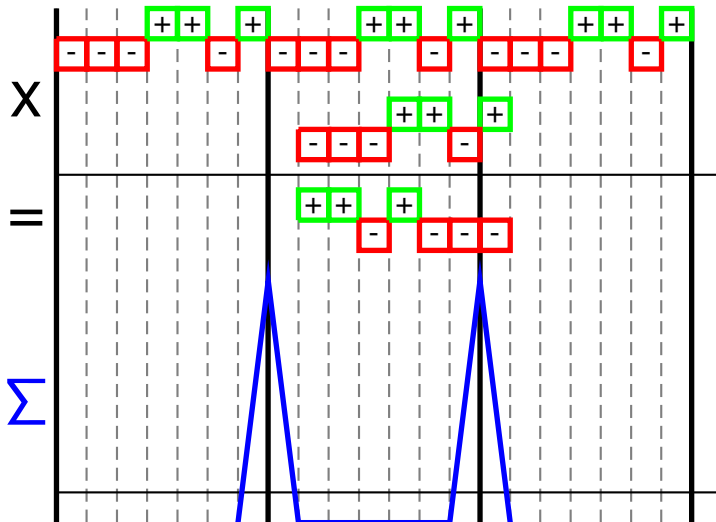 + + + + + + + + +
- - - - - - - - - - - -
X
+ + +
- - - -
= + + +
- - - -
Σ